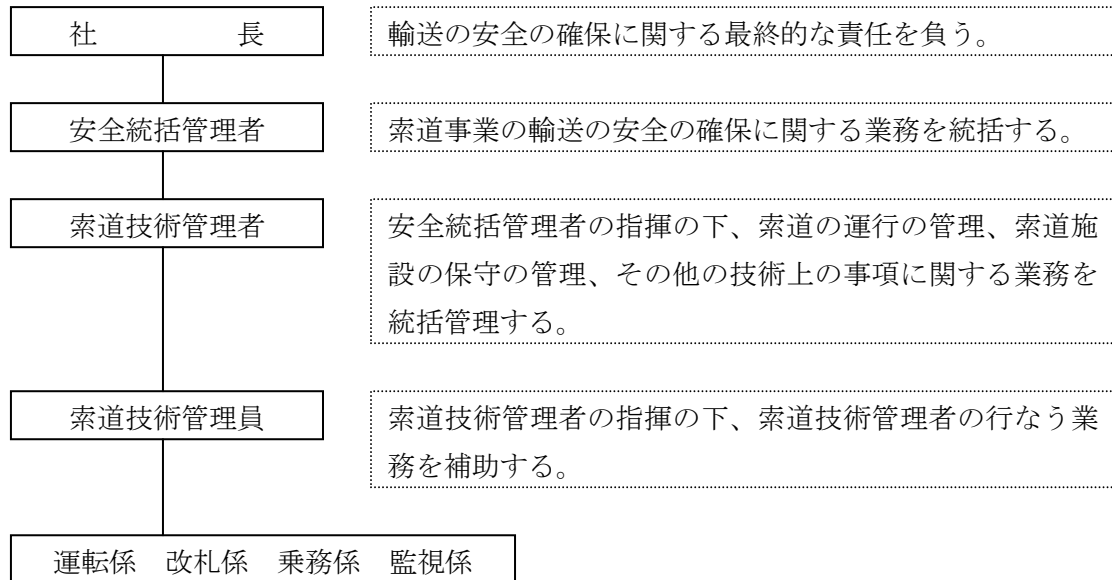 社　　　　　長
輸送の安全の確保に関する最終的な責任を負う。
安全統括管理者
索道事業の輸送の安全の確保に関する業務を統括する。
索道技術管理者
安全統括管理者の指揮の下、索道の運行の管理、索道施
設の保守の管理、その他の技術上の事項に関する業務を
統括管理する。
索道技術管理員
索道技術管理者の指揮の下、索道技術管理者の行なう業
務を補助する。
運転係　改札係　乗務係　監視係